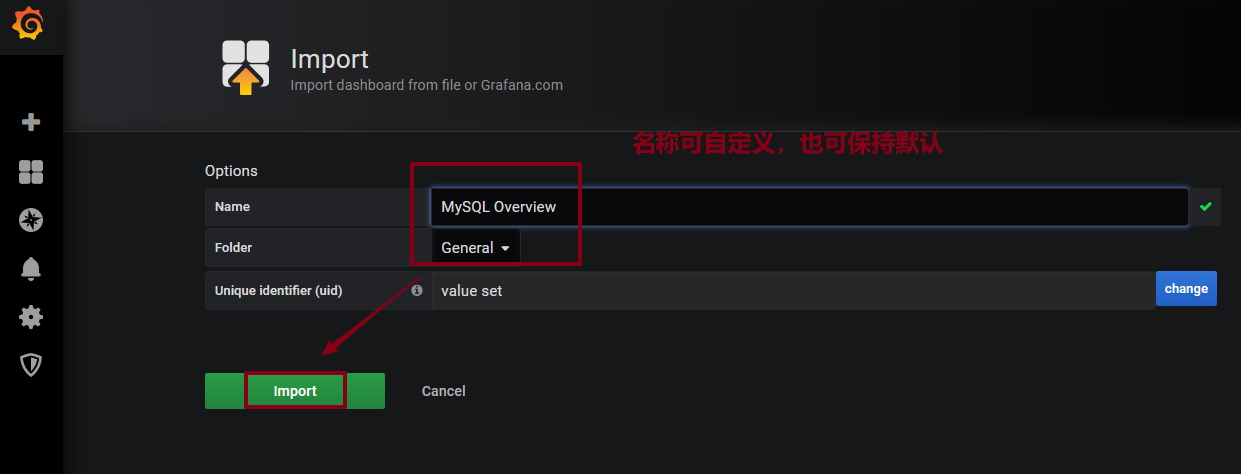 Import
Import dashboard from file or Grafana.com
名称可自定义，也可保持默认
Options
Name
MySQL Overview
Folder
General
Unique identifier (uid)
value set
change
Import
Cancel